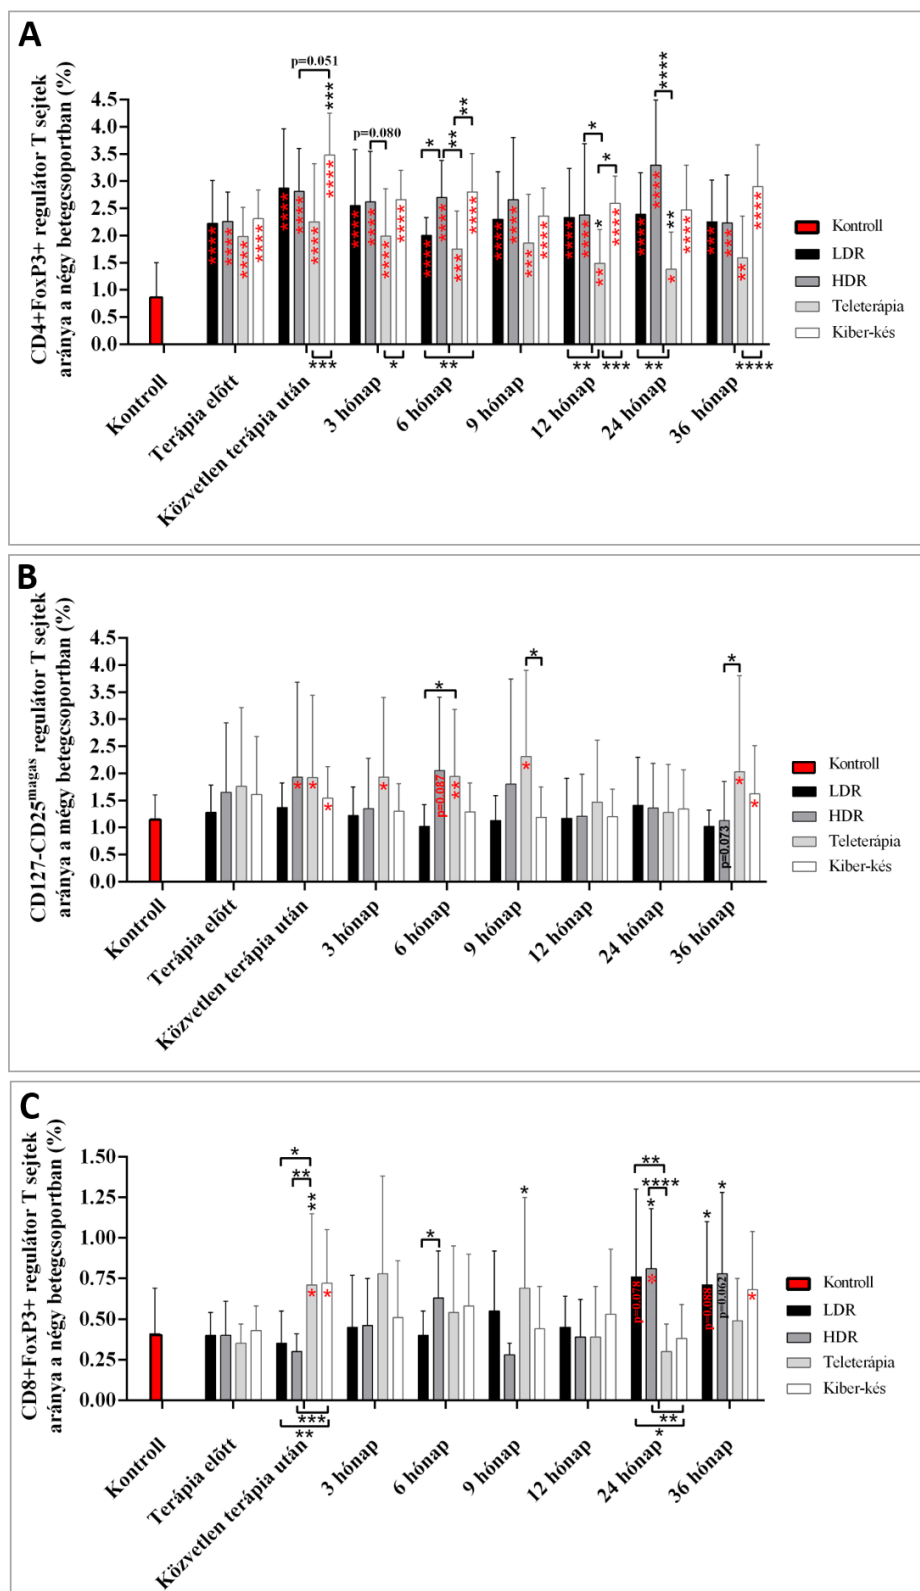 A
CD4+FoxP3+ regulátor T sejtek
aránya a négy betegcsoportban (%)
4.5
4.0
3.5
3.0
2.5
2.0
1.5
1.0
0.5
0.0
p=0.051
p=0.080
Kontroll
Terápia előtt
Közvetlen terápia után
3 hónap
6 hónap
9 hónap
12 hónap
24 hónap
36 hónap
Kontroll
LDR
HDR
Teleterápia
Kiber-kés
B
CD127-CD25magas regulátor T sejtek
aránya a négy betegcsoportban (%)
4.5
4.0
3.5
3.0
2.5
2.0
1.5
1.0
0.5
0.0
p=0.087
p=0.073
Kontroll
Terápia előtt
Közvetlen terápia után
3 hónap
6 hónap
9 hónap
12 hónap
24 hónap
36 hónap
Kontroll
LDR
HDR
Teleterápia
Kiber-kés
C
CD8+FoxP3+ regulátor T sejtek
aránya a négy betegcsoportban (%)
1.50
1.25
1.00
0.75
0.50
0.25
0.00
p=0.078
p=0.088
p=0.062
Kontroll
Terápia előtt
Közvetlen terápia után
3 hónap
6 hónap
9 hónap
12 hónap
24 hónap
36 hónap
Kontroll
LDR
HDR
Teleterápia
Kiber-kés